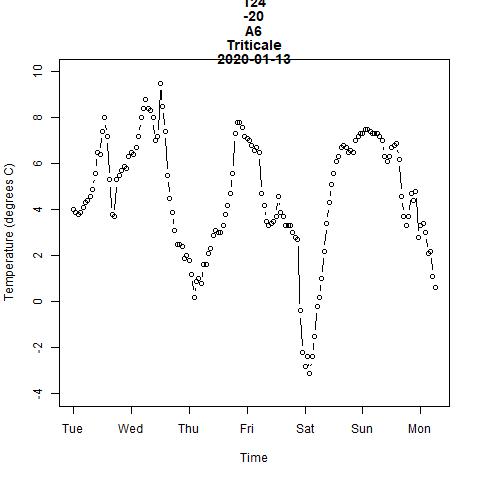 124
-20
A6
Triticale
2020-01-13
10
8
6
4
2
0
-2
-4
Temperature (degrees C)
Tue Wed Thu Fri Sat Sun Mon
Time